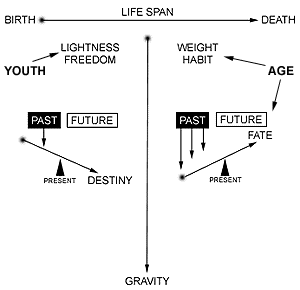 LIFE SPAN
BIRTH
DEATH
LIGHTNESS
FREEDOM
YOUTH
WEIGHT
HABIT
AGE
PAST
FUTURE
PRESENT
DESTINY
PAST
FUTURE
FATE
PRESENT
GRAVITY